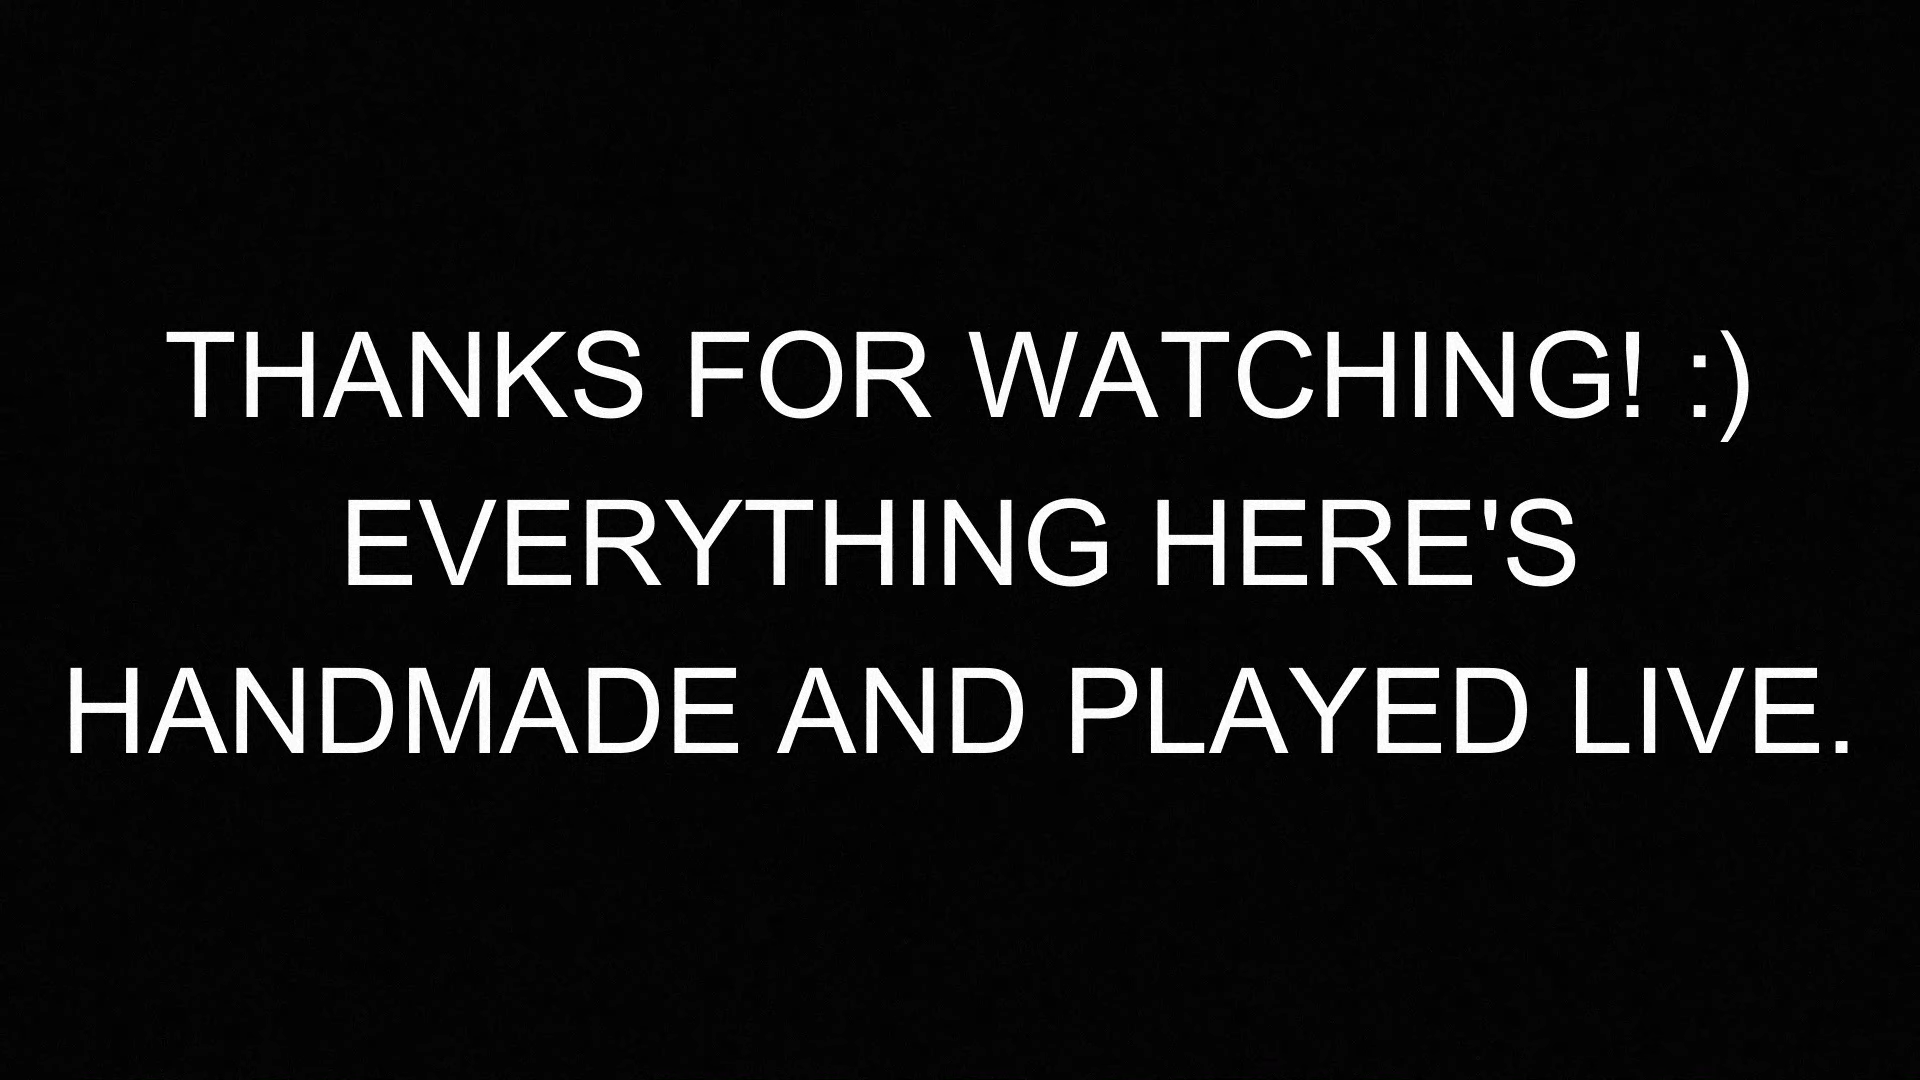 THANKS FOR WATCHING! :)
EVERYTHING HERE'S
HANDMADE AND PLAYED LIVE.